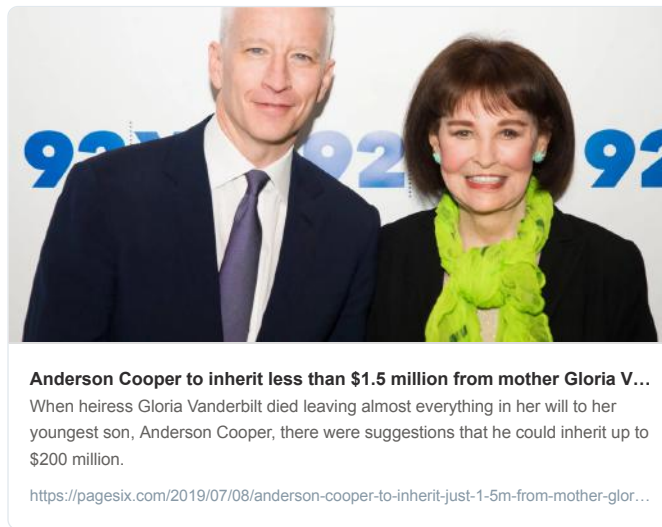 92Y 92 92
Anderson Cooper to inherit less than $1.5 million from mother Gloria V…
When heiress Gloria Vanderbilt died leaving almost everything in her will to her
youngest son, Anderson Cooper, there were suggestions that he could inherit up to
$200 million.
https://pagesix.com/2019/07/08/anderson-cooper-to-inherit-just-1-5m-from-mother-glor…